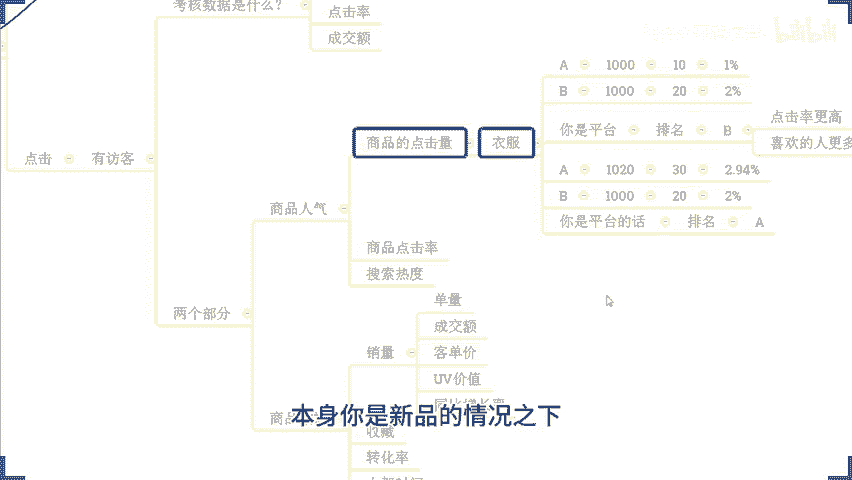 考核数据是什么?
点击率
成交额
bilibili
A 1000 10 1%
B 1000 20 2%
点击率更高
你是平台 排名 B
喜欢的人更多
商品的点击量 衣服
点击 有访客
A 1020 30 2.94%
B 1000 20 2%
商品人气
你是平台的话 排名 A
商品点击率
搜索热度
单量
两个部分
成交额
销量 客单价
UV价值
本身你是新品的情况之下
收藏
转化率